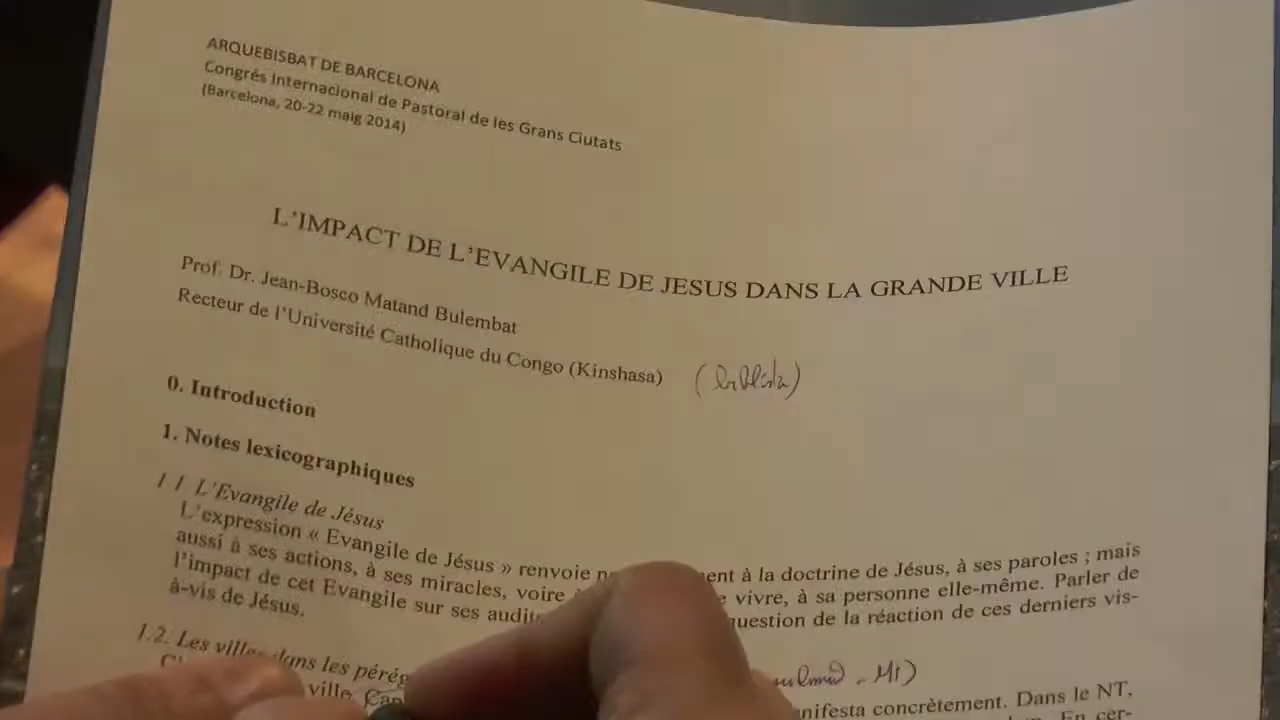 ARQUEBISBAT DE BARCELONA
Congrés Internacional de Pastoral de les Grans Ciutats
(Barcelona, 20-22 maig 2014)
L'IMPACT DE L'EVANGILE DE JESUS DANS LA GRANDE VILLE
Prof. Dr. Jean-Bosco Matand Bulembat
Recteur de l'Université Catholique du Congo (Kinshasa) (biblista)
0. Introduction
1. Notes lexicographiques
1.1 L'Evangile de Jésus
L'expression « Evangile de Jésus » renvoie à la doctrine de Jésus, à ses paroles ; mais
aussi à ses actions, à ses miracles, voire vivre, à sa personne elle-même. Parler de
l'impact de cet Evangile sur ses de la réaction de ces derniers vis-
à-vis de Jésus.
1.2. Les villes dans les
ville concrètement. Dans le NT,
En cer-